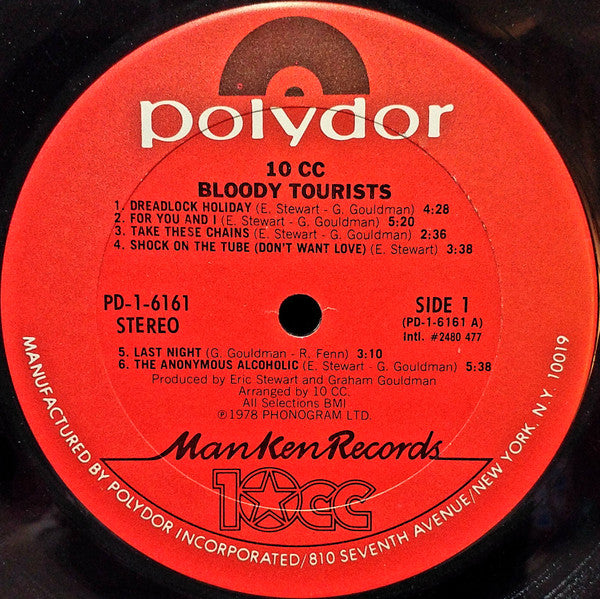 polydor
10 CC
BLOODY TOURISTS
1. DREADLOCK HOLIDAY (E. Stewart - G. Gouldman) 4:28
2. FOR YOU AND I (E. Stewart - G. Gouldman) 5:20
3. TAKE THESE CHAINS (E. Stewart - G. Gouldman) 2:36
4. SHOCK ON THE TUBE (DON'T WANT LOVE) (E. Stewart) 3:38
PD-1-6161
STEREO
SIDE 1
(PD-1-6161 A)
Intl. #2480 477
5. LAST NIGHT (G. Gouldman - R. Fenn) 3:10
6. THE ANONYMOUS ALCOHOLIC (E. Stewart - G. Gouldman) 5:38
Produced by Eric Stewart and Graham Gouldman
Arranged by 10 CC.
All Selections BMI
℗1978 PHONOGRAM LTD.
ManKen Records
10CC
MANUFACTURED BY POLYDOR INCORPORATED/810 SEVENTH AVENUE/NEW YORK, N.Y. 10019